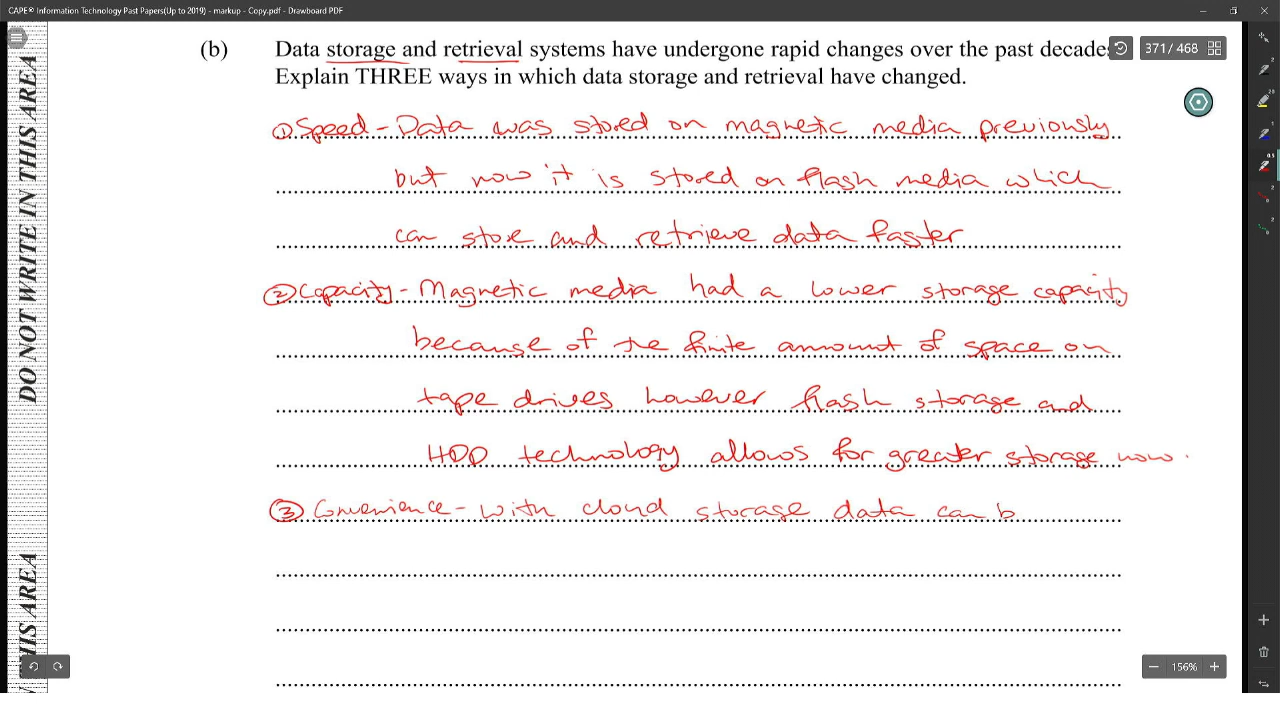 CAPE® Information Technology Past Papers(Up to 2019) - markup - Copy.pdf - Drawboard PDF
371 / 468
(b) Data storage and retrieval systems have undergone rapid changes over the past decade
Explain THREE ways in which data storage and retrieval have changed.
① Speed - Data was stored on magnetic media previously
but now it is stored on flash media which
can store and retrieve data faster
② Capacity - Magnetic media had a lower storage capacity
because of the finite amount of space on
tape drives however flash storage and
HDD technology allows for greater storage now.
③ Convenience - with cloud storage data can b
DO NOT WRITE IN THIS AREA
HIS AREA
156%